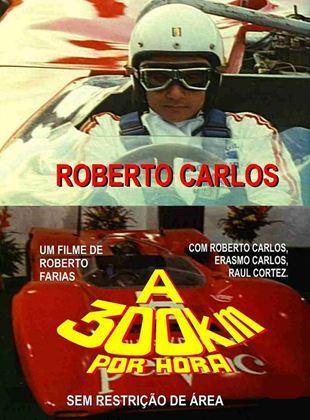 ROBERTO CARLOS
UM FILME DE
ROBERTO
FARIAS
COM ROBERTO CARLOS,
ERASMO CARLOS,
RAUL CORTEZ.
A
300KM
POR HORA
SEM RESTRIÇÃO DE ÁREA